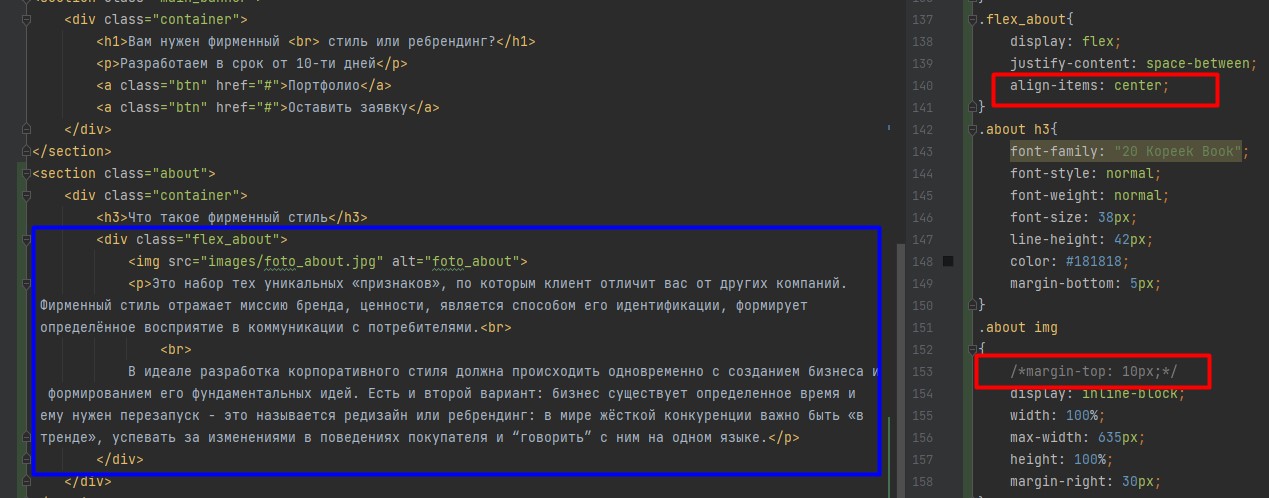 <section class="main_banner">
<div class="container">
<h1>Вам нужен фирменный <br> стиль или ребрендинг?</h1>
<p>Разработаем в срок от 10-ти дней</p>
<a class="btn" href="#">Портфолио</a>
<a class="btn" href="#">Оставить заявку</a>
</div>
</section>
<section class="about">
<div class="container">
<h3>Что такое фирменный стиль</h3>
<div class="flex_about">
<img src="images/foto_about.jpg" alt="foto_about">
<p>Это набор тех уникальных «признаков», по которым клиент отличит вас от других компаний.
Фирменный стиль отражает миссию бренда, ценности, является способом его идентификации, формирует
определённое восприятие в коммуникации с потребителями.<br>
<br>
В идеале разработка корпоративного стиля должна происходить одновременно с созданием бизнеса и
формированием его фундаментальных идей. Есть и второй вариант: бизнес существует определенное время и
ему нужен перезапуск - это называется редизайн или ребрендинг: в мире жёсткой конкуренции важно быть «в
тренде», успевать за изменениями в поведениях покупателя и “говорить” с ним на одном языке.</p>
</div>
</div>
136 }
137 .flex_about{
138 display: flex;
139 justify-content: space-between;
140 align-items: center;
141 }
142 .about h3{
143 font-family: "20 Kopeek Book";
144 font-style: normal;
145 font-weight: normal;
146 font-size: 38px;
147 line-height: 42px;
148 color: #181818;
149 margin-bottom: 5px;
150 }
151 .about img
152 {
153 /*margin-top: 10px;*/
154 display: inline-block;
155 width: 100%;
156 max-width: 635px;
157 height: 100%;
158 margin-right: 30px;